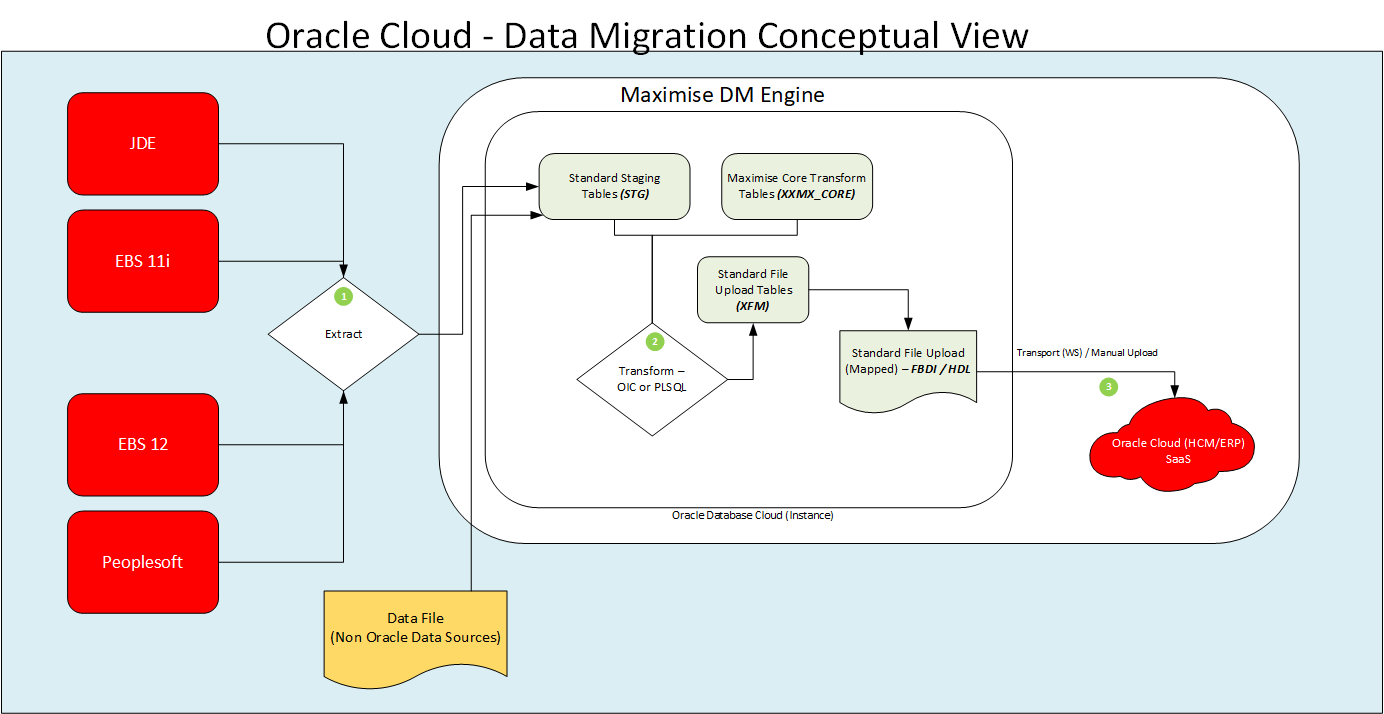 Oracle Cloud - Data Migration Conceptual View
Maximise DM Engine
JDE
EBS 11i
EBS 12
Peoplesoft
1
Extract
Data File
(Non Oracle Data Sources)
Standard Staging
Tables (STG)
Maximise Core Transform
Tables (XXMX_CORE)
2
Transform –
OIC or PLSQL
Standard File
Upload Tables
(XFM)
Standard File Upload
(Mapped) – FBDI / HDL
Oracle Database Cloud (Instance)
Transport (WS) / Manual Upload
3
Oracle Cloud (HCM/ERP)
SaaS